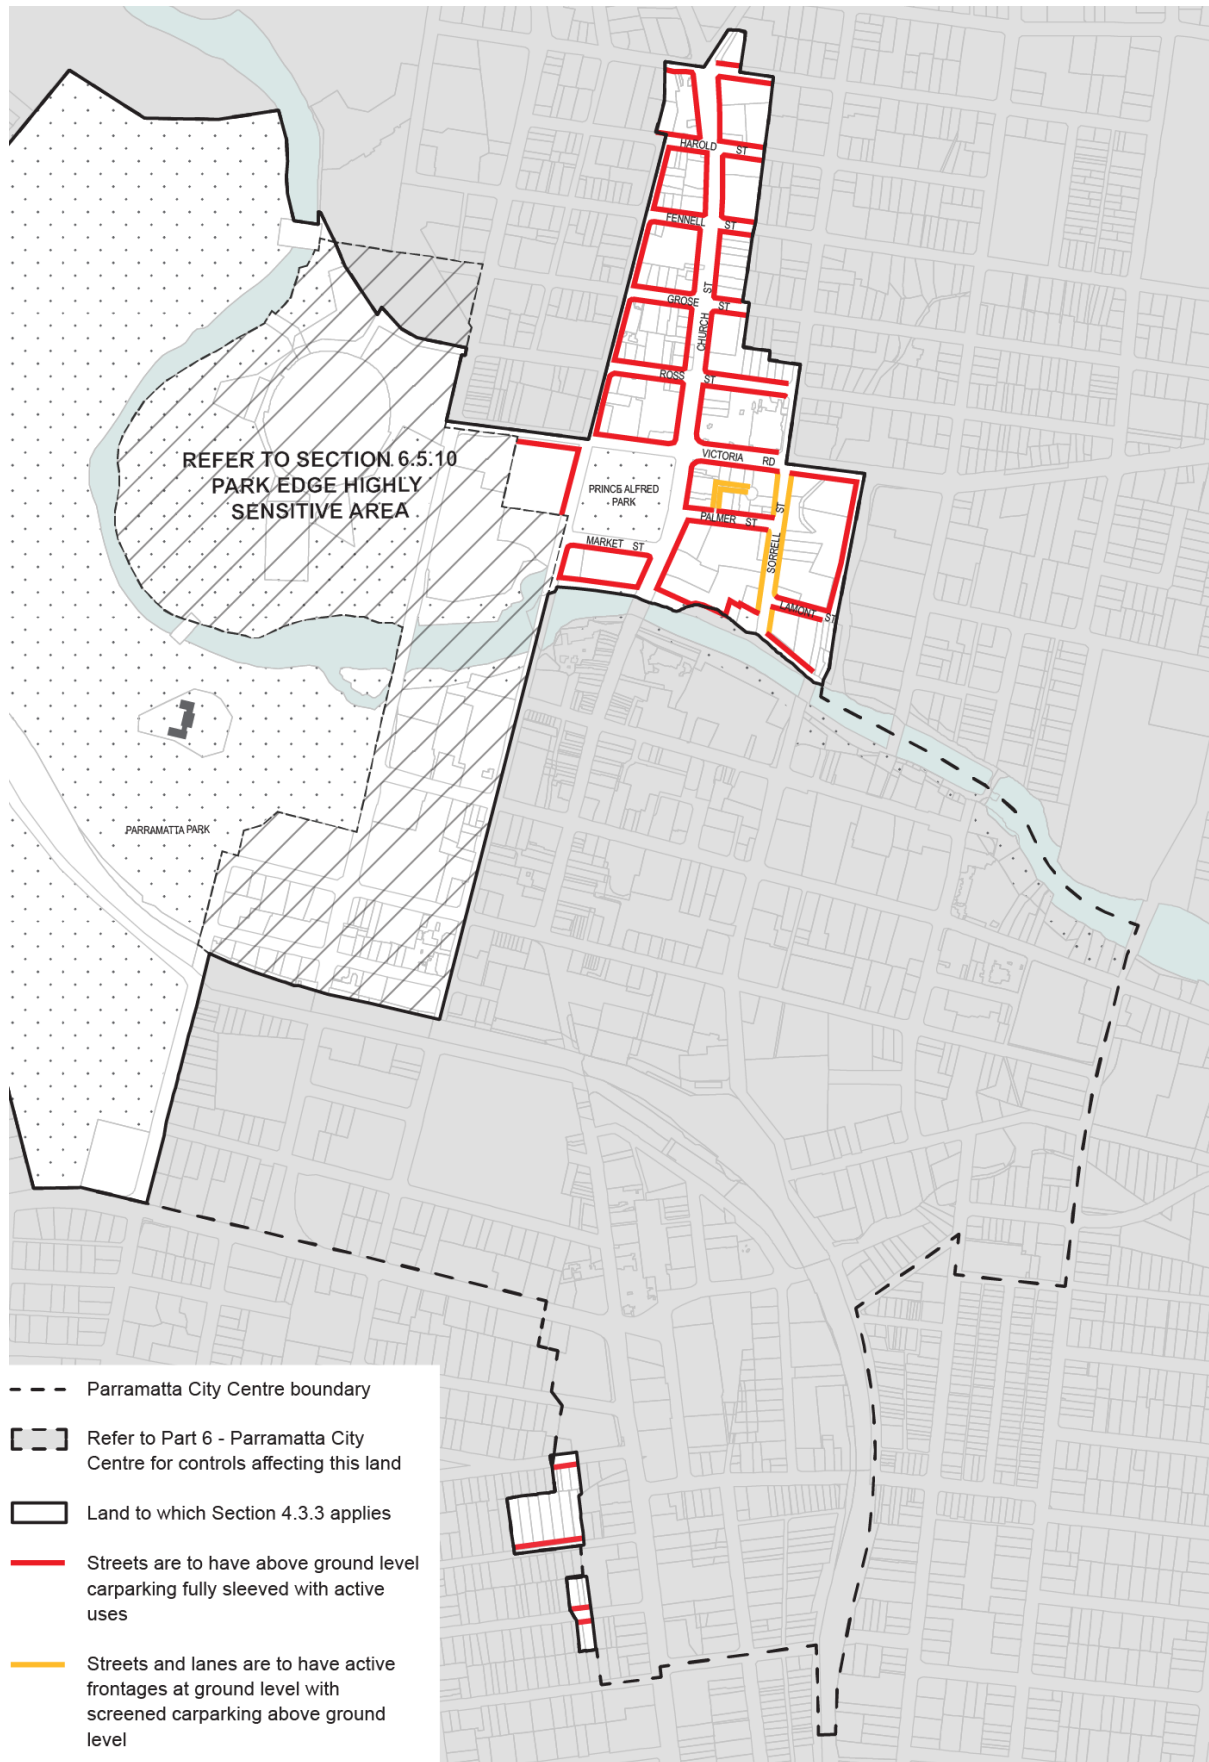 HAROLD ST
FENNELL ST
GROSE ST
CHURCH ST
ROSS ST
REFER TO SECTION 6.5.10
PARK EDGE HIGHLY
SENSITIVE AREA
VICTORIA RD
PRINCE ALFRED
PARK
PALMER ST
SORRELL ST
MARKET ST
LAMONT ST
PARRAMATTA PARK
Parramatta City Centre boundary
Refer to Part 6 - Parramatta City
Centre for controls affecting this land
Land to which Section 4.3.3 applies
Streets are to have above ground level
carparking fully sleeved with active
uses
Streets and lanes are to have active
frontages at ground level with
screened carparking above ground
level